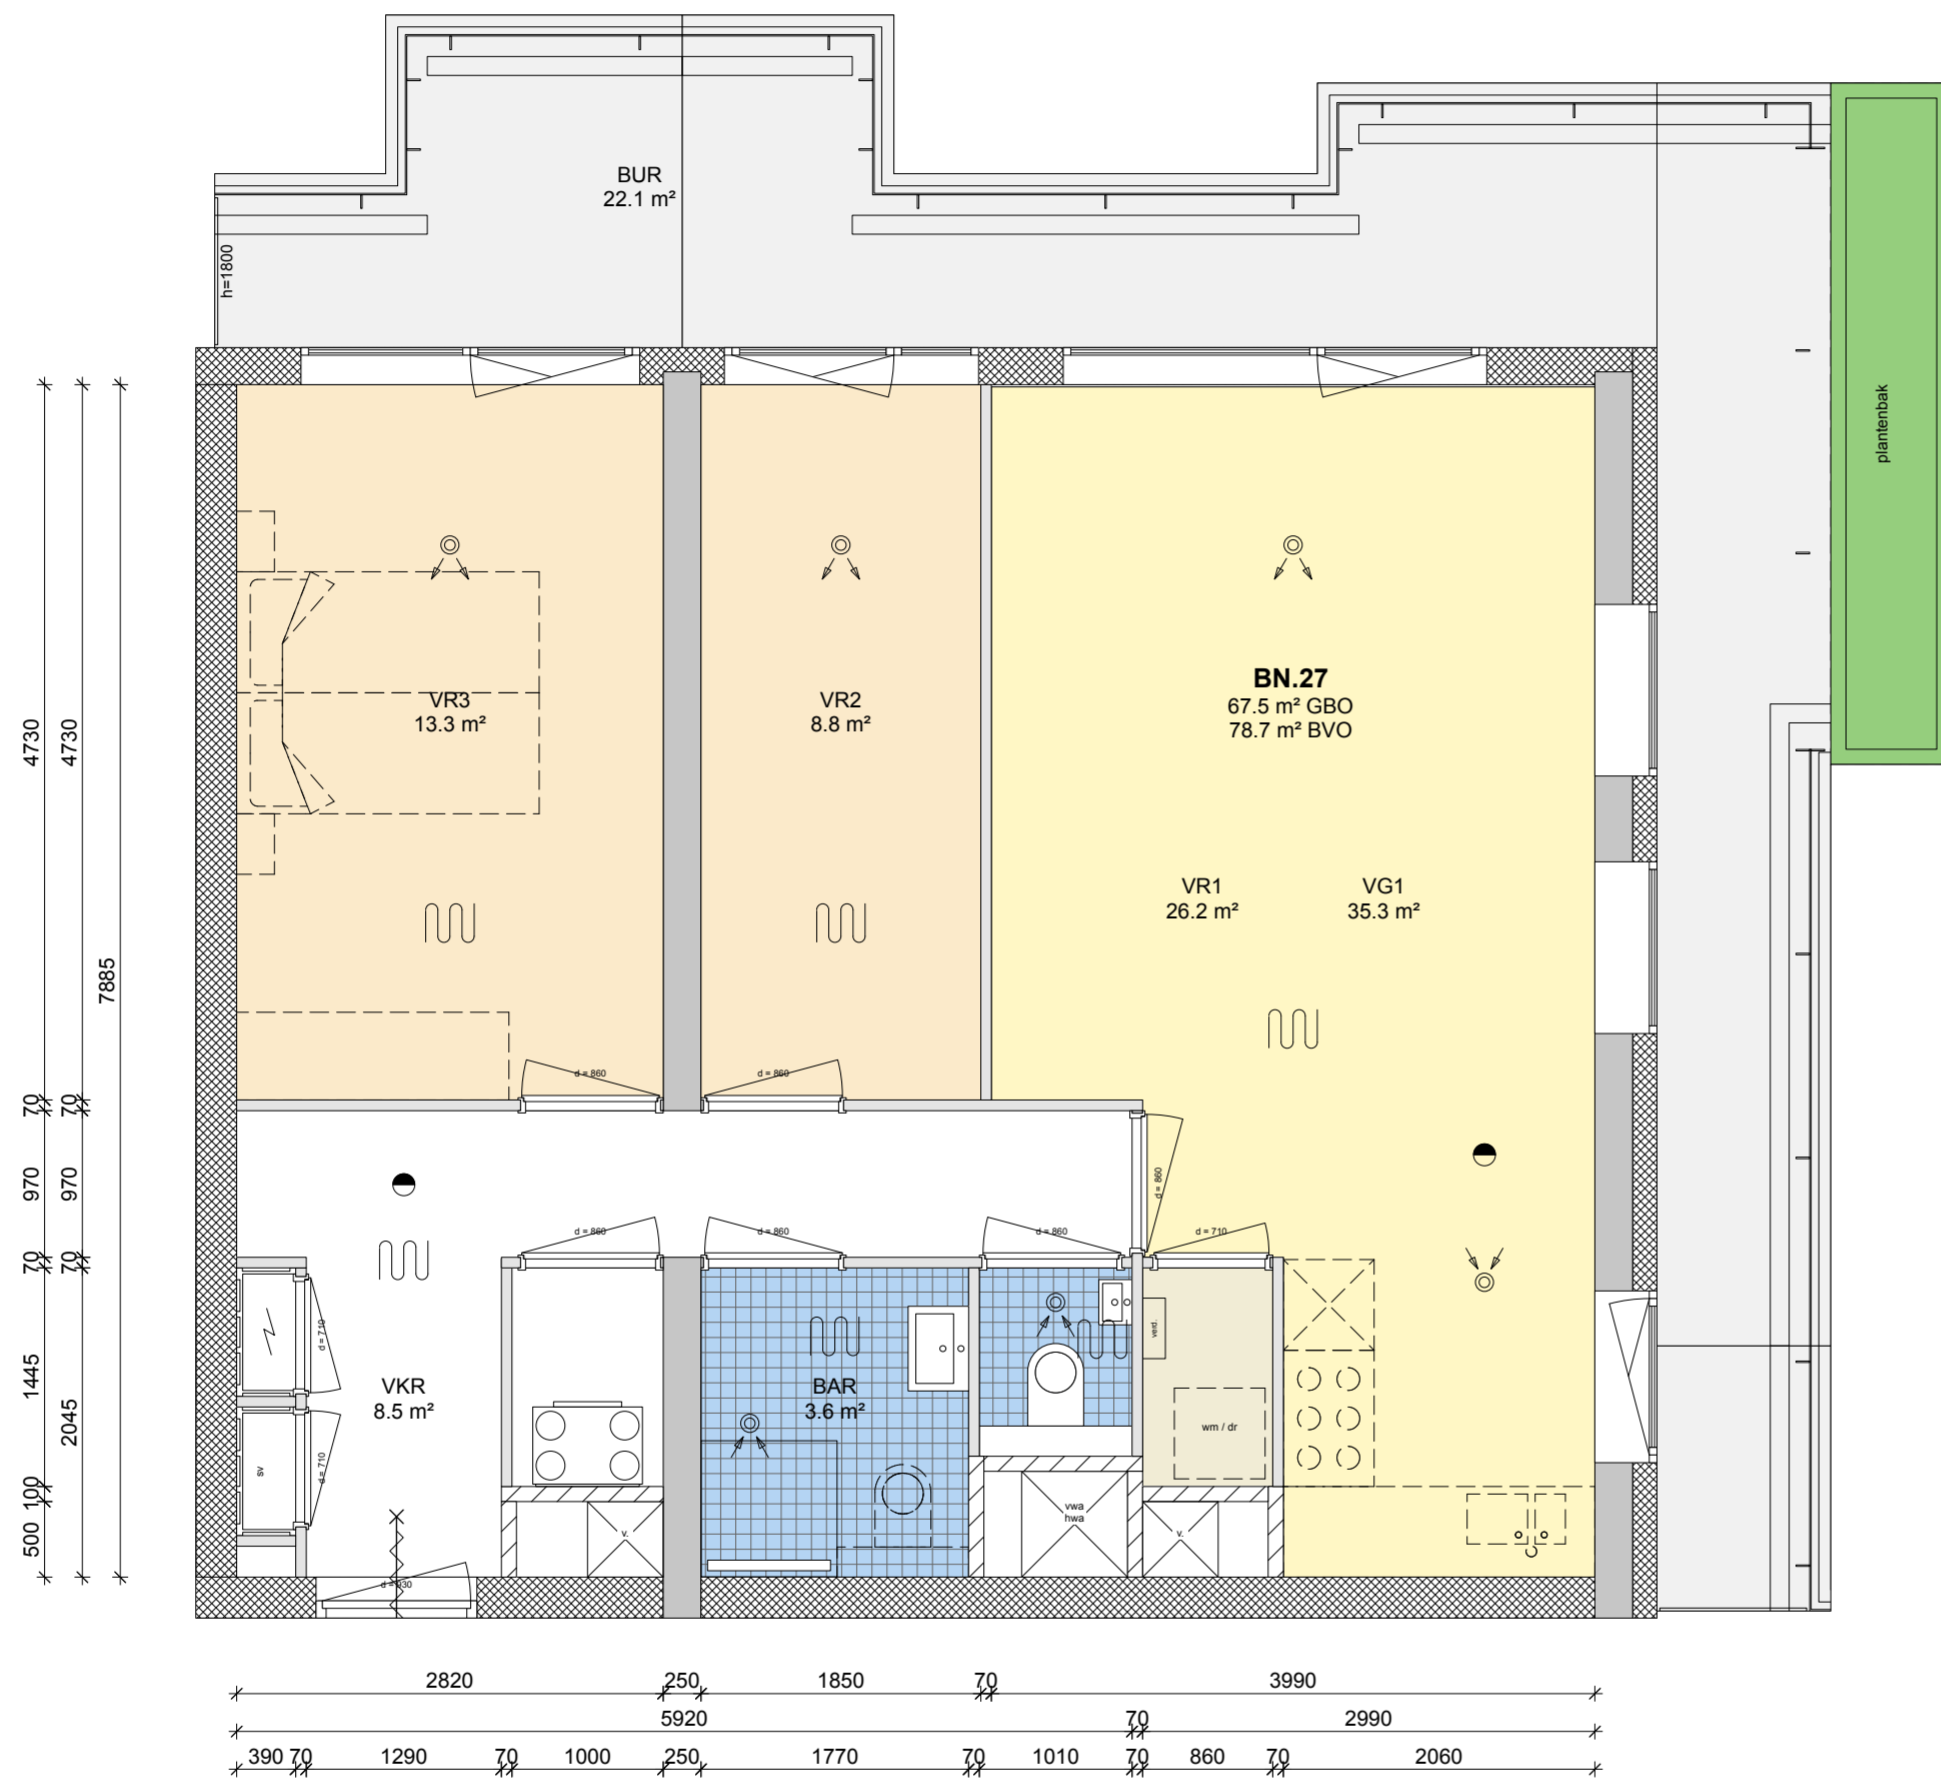 BUR
22.1 m²
h=1800
plantenbak
BN.27
67.5 m² GBO
78.7 m² BVO
VR3
13.3 m²
VR2
8.8 m²
VR1
26.2 m²
VG1
35.3 m²
d = 860
d = 860
d = 860
d = 860
d = 860
d = 860
d = 710
d = 710
d = 710
sv
VKR
8.5 m²
BAR
3.6 m²
verd.
wm / dr
vwa
hwa
v.
v.
d = 930
4730
70
970
70
1445
100
500
4730
70
970
70
2045
7885
2820
250
1850
70
3990
5920
70
2990
390
70
1290
70
1000
250
1770
70
1010
70
860
70
2060